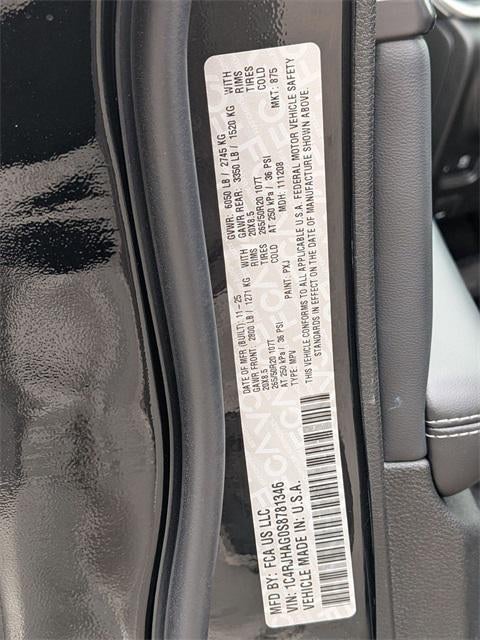 MFD BY: FCA US LLC
VIN: 1C4RJHAG0S8781346
VEHICLE MADE IN: U.S.A.
DATE OF MFR (BUILT): 11-25
GAWR FRONT: 2800 LB / 1271 KG WITH
20X8.5 RIMS
265/50R20 107T TIRES
AT 250 kPa / 36 PSI COLD
TYPE: MPV
GVWR: 6050 LB / 2745 KG
GAWR REAR: 3350 LB / 1520 KG WITH
20X8.5 RIMS
265/50R20 107T TIRES
AT 250 kPa / 36 PSI COLD
PAINT: PXJ MDH: 111208 MKT: 875
THIS VEHICLE CONFORMS TO ALL APPLICABLE U.S.A. FEDERAL MOTOR VEHICLE SAFETY
STANDARDS IN EFFECT ON THE DATE OF MANUFACTURE SHOWN ABOVE.